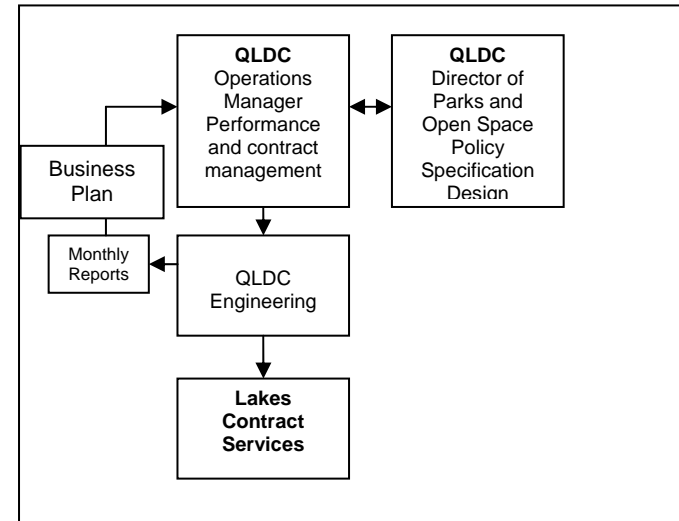 QLDC
Operations
Manager
Performance
and contract
management
QLDC
Director of
Parks and
Open Space
Policy
Specification
Design
Business
Plan
Monthly
Reports
QLDC
Engineering
Lakes
Contract
Services